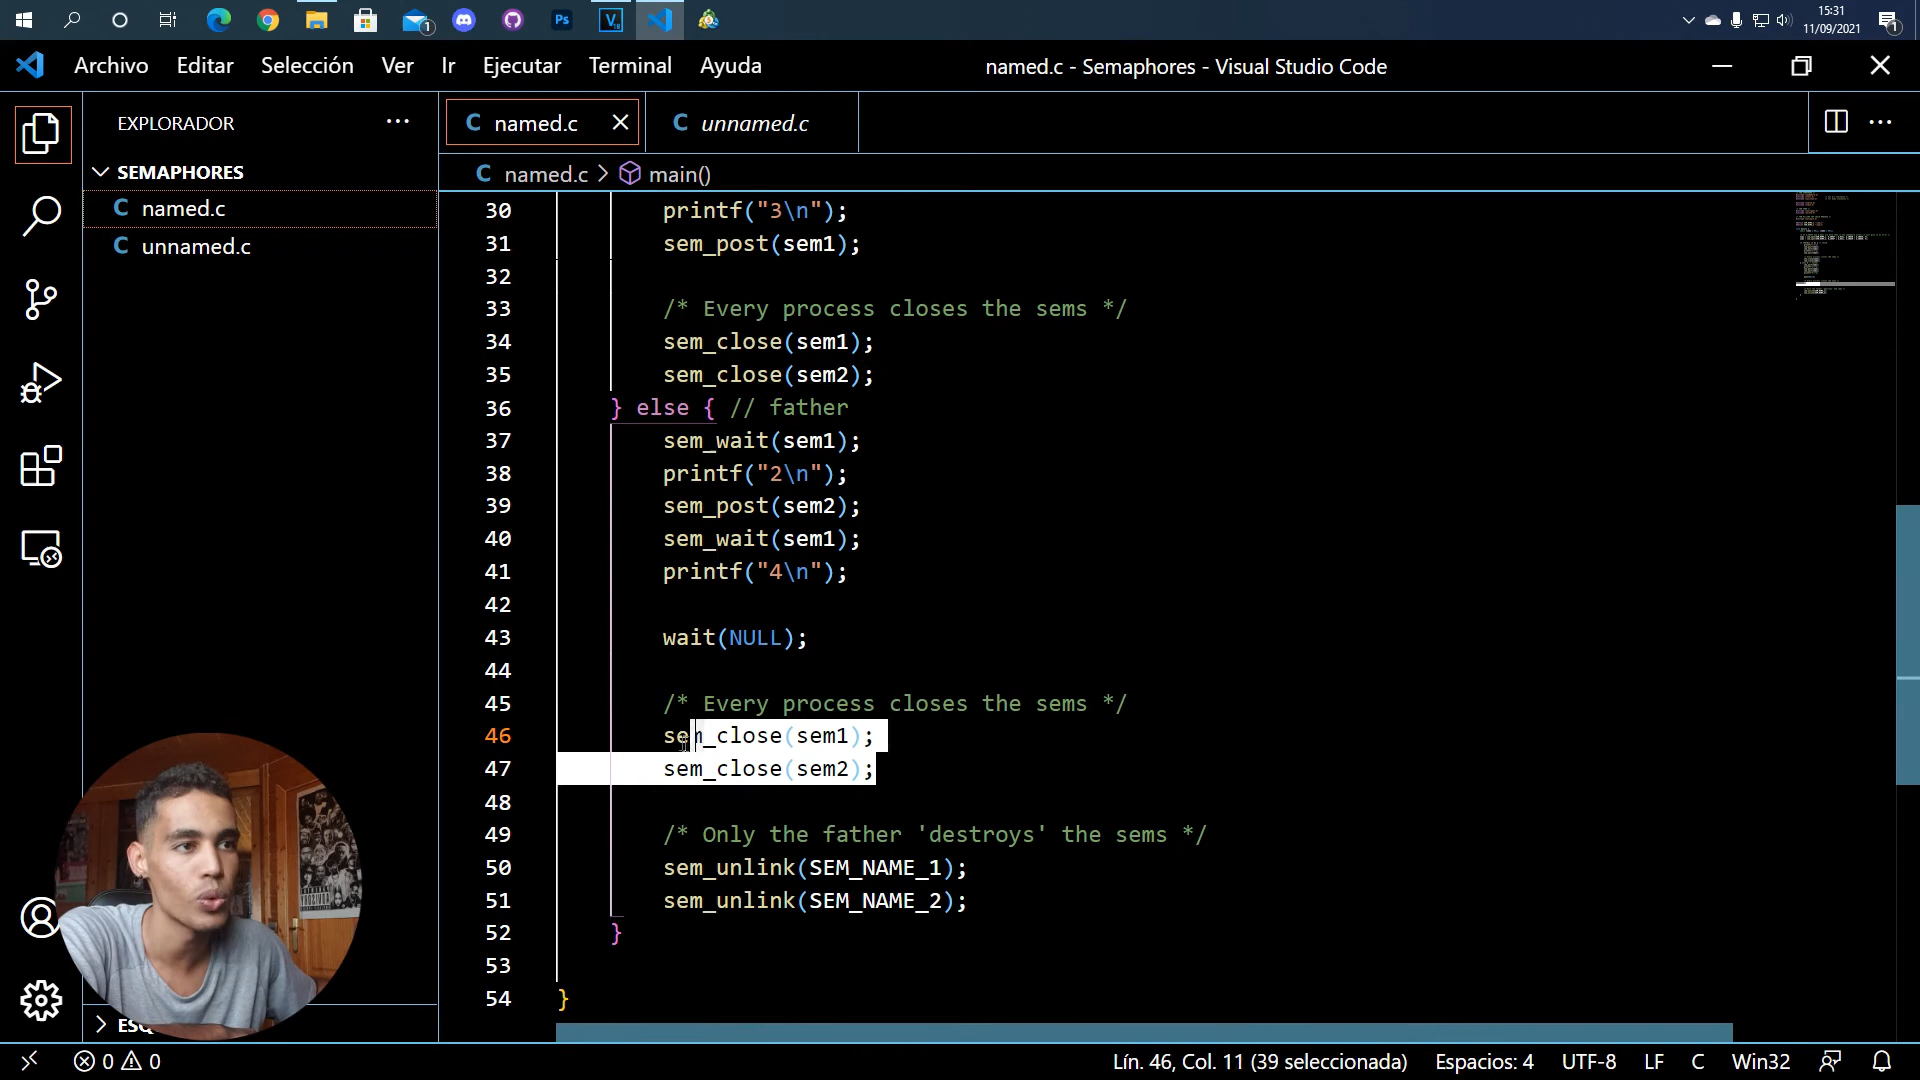 1
Ps
V
15:31
11/09/2021
1
Archivo Editar Selección Ver Ir Ejecutar Terminal Ayuda
named.c - Semaphores - Visual Studio Code
EXPLORADOR ...
C named.c
C unnamed.c
SEMAPHORES
C named.c > main()
C named.c
C unnamed.c
30 printf("3\n");
31 sem_post(sem1);
32
33 /* Every process closes the sems */
34 sem_close(sem1);
35 sem_close(sem2);
36 } else { // father
37 sem_wait(sem1);
38 printf("2\n");
39 sem_post(sem2);
40 sem_wait(sem1);
41 printf("4\n");
42
43 wait(NULL);
44
45 /* Every process closes the sems */
46 sem_close(sem1);
47 sem_close(sem2);
48
49 /* Only the father 'destroys' the sems */
50 sem_unlink(SEM_NAME_1);
51 sem_unlink(SEM_NAME_2);
52 }
53
54 }
0 0
Lín. 46, Col. 11 (39 seleccionada) Espacios: 4 UTF-8 LF C Win32